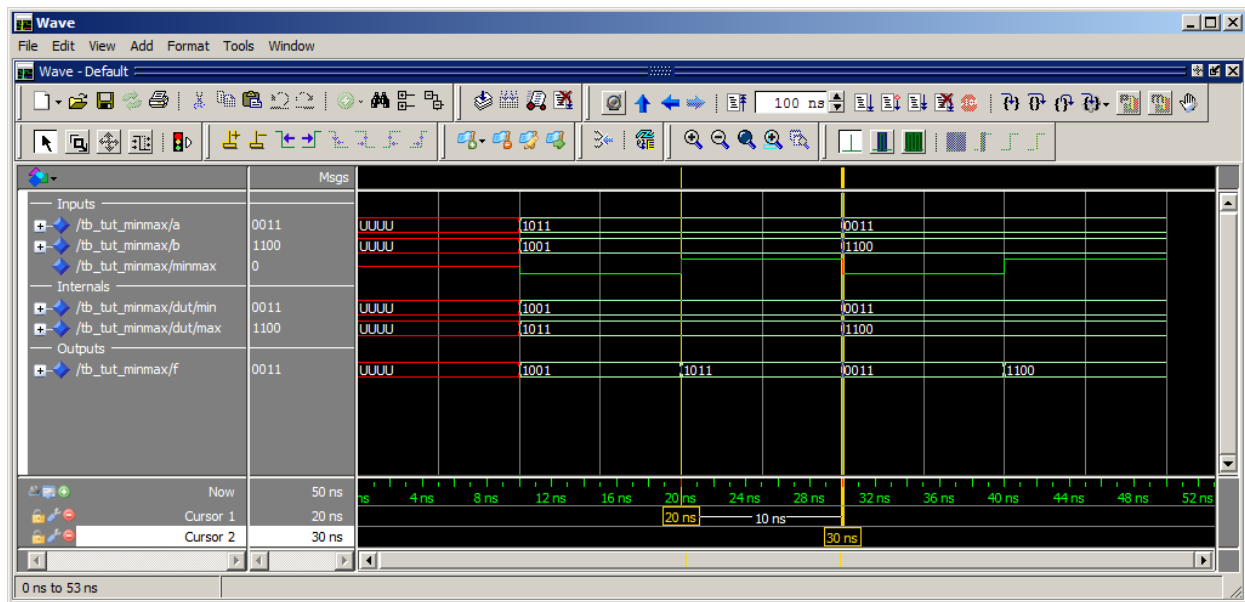 Wave
File Edit View Add Format Tools Window
Wave - Default
100 ns
Msgs
Inputs
/tb_tut_minmax/a 0011 UUUU 1011 0011
/tb_tut_minmax/b 1100 UUUU 1001 1100
/tb_tut_minmax/minmax 0
Internals
/tb_tut_minmax/dut/min 0011 UUUU 1001 0011
/tb_tut_minmax/dut/max 1100 UUUU 1011 1100
Outputs
/tb_tut_minmax/f 0011 UUUU 1001 1011 0011 1100
Now 50 ns ns 4 ns 8 ns 12 ns 16 ns 20 ns 24 ns 28 ns 32 ns 36 ns 40 ns 44 ns 48 ns 52 ns
Cursor 1 20 ns 20 ns 10 ns
Cursor 2 30 ns 30 ns
0 ns to 53 ns